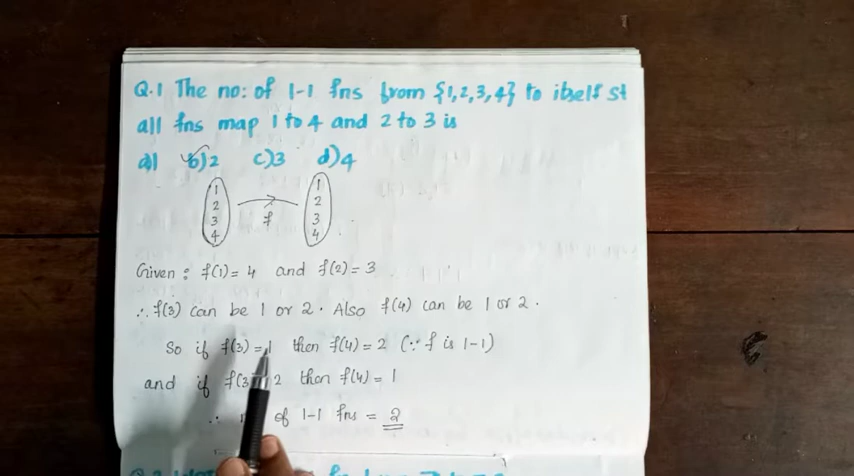 Q.1 The no: of 1-1 fns from {1,2,3,4} to itself st
all fns map 1 to 4 and 2 to 3 is
a)1 b)2 c)3 d)4
1 1
2 2
3 f 3
4 4
Given : f(1) = 4 and f(2) = 3
∴ f(3) can be 1 or 2. Also f(4) can be 1 or 2.
So if f(3) = 1 then f(4) = 2 (∵ f is 1-1)
and if f(3) 2 then f(4) = 1
∴ of 1-1 fns = 2